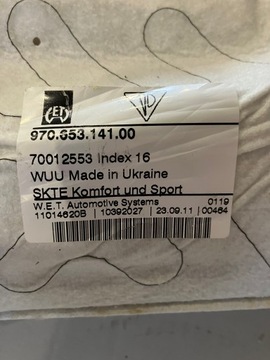 970.653.141.00
70012553 Index 16
WUU Made in Ukraine
SKTE Komfort und Sport
W.E.T. Automotive Systems 0119
11014620B | 10392027 | 23.09.11 | 00464